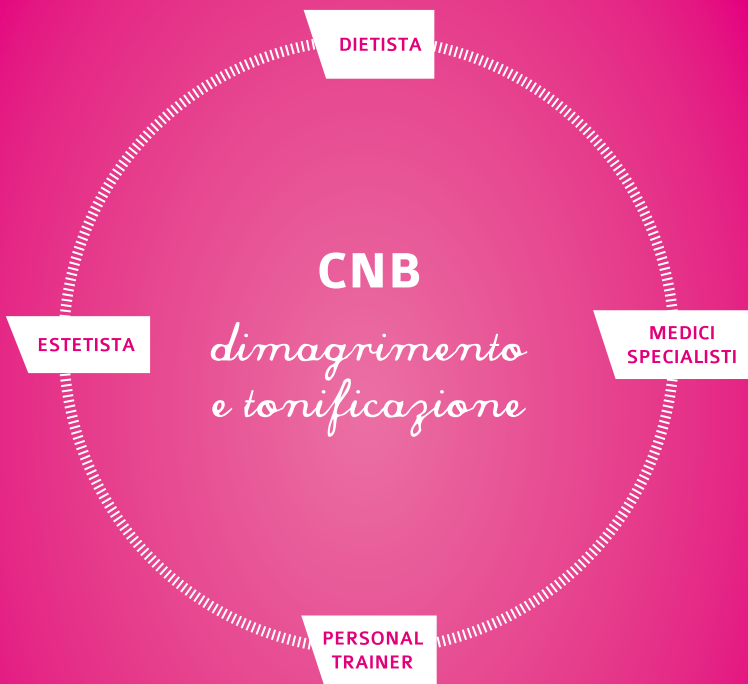 DIETISTA
CNB
dimagrimento
e tonificazione
ESTETISTA
MEDICI
SPECIALISTI
PERSONAL
TRAINER